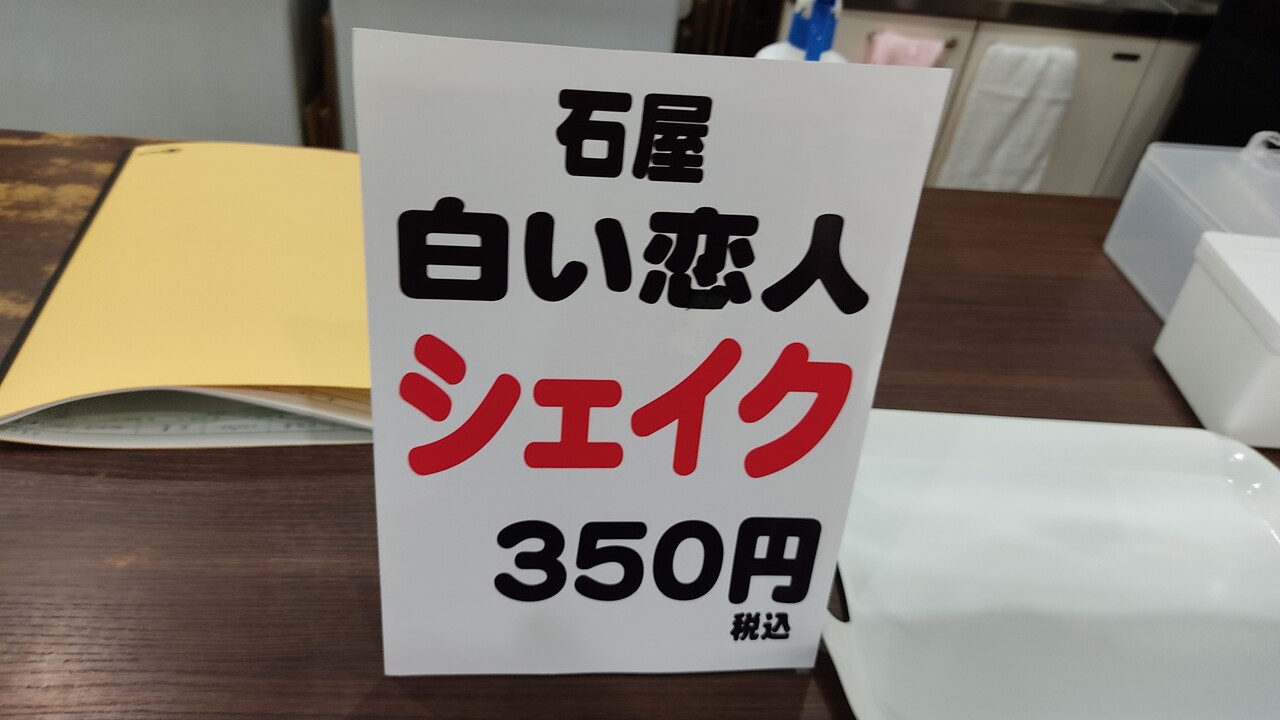 石屋
白い恋人
シェイク
350円
税込